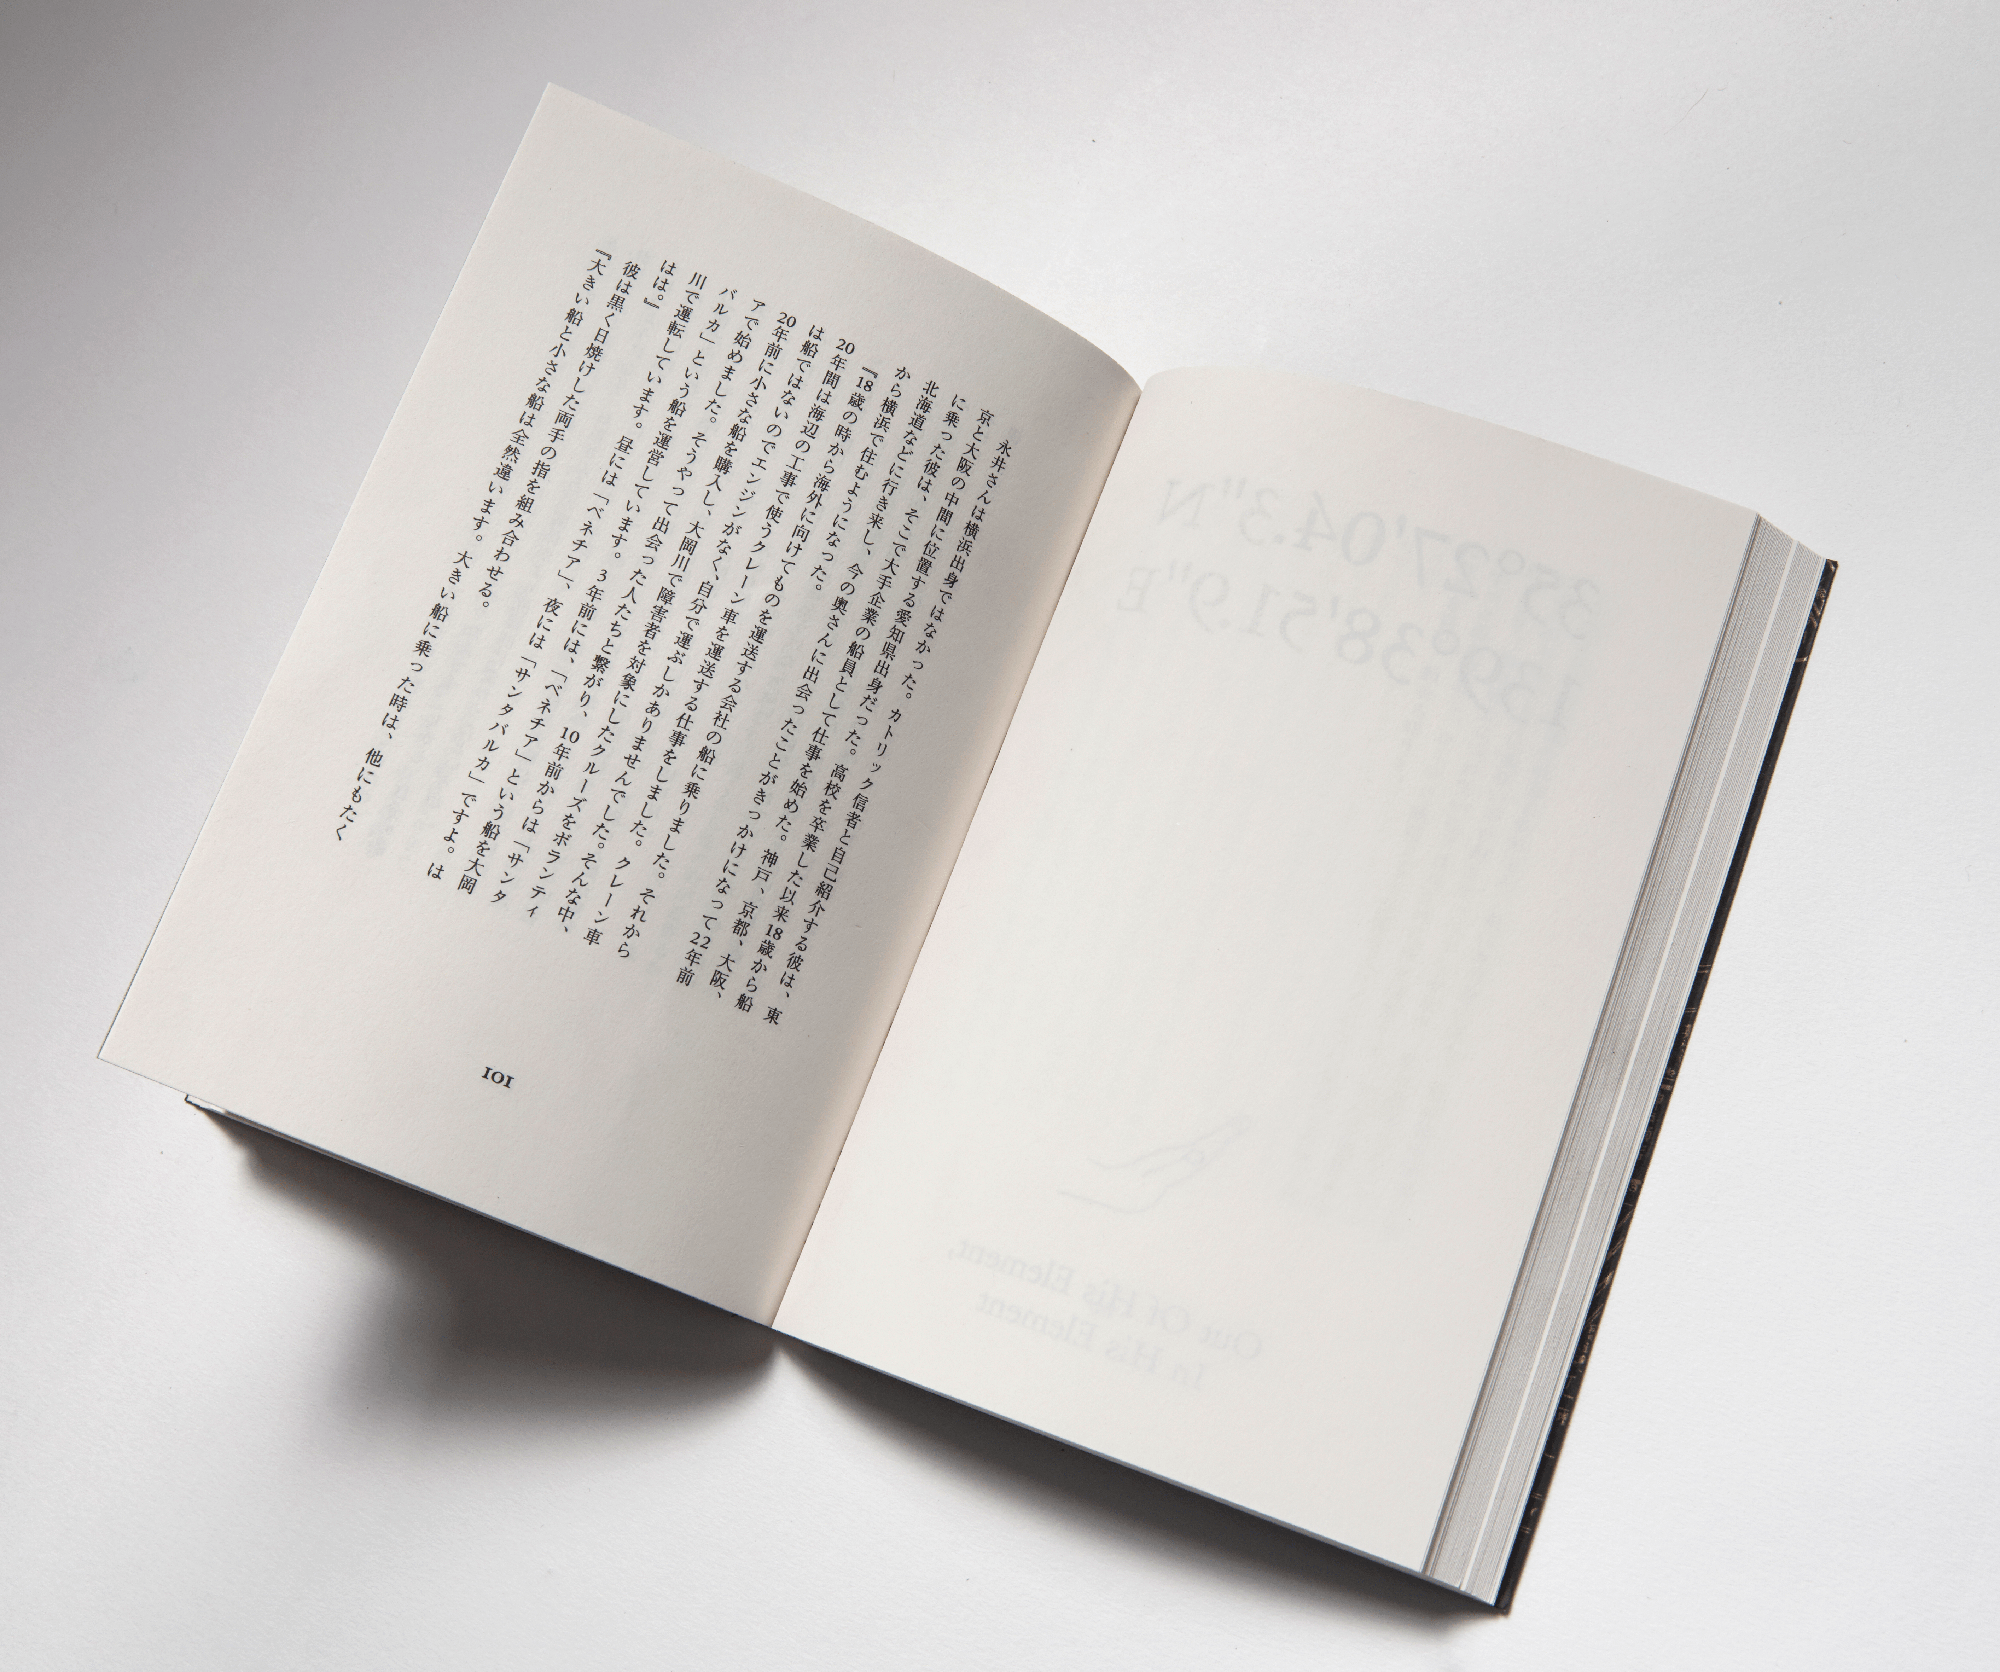 永井さんは横浜出身ではなかった。カトリック信者と自己紹介する彼は、東
京と大阪の中間に位置する愛知県出身だった。高校を卒業した以来18歳から船
に乗った彼は、そこで大手企業の船員として仕事を始めた。神戸、京都、大阪、
北海道などに行き来し、今の奥さんに出会ったことがきっかけになって22年前
から横浜で住むようになった。
『18歳の時から海外に向けてものを運送する会社の船に乗りました。それから
20年間は海辺の工事で使うクレーン車を運送する仕事をしました。クレーン車
は船ではないのでエンジンがなく、自分で運ぶしかありませんでした。そんな中、
20年前に小さな船を購入し、大岡川で障害者を対象にしたクルーズをボランティ
アで始めました。そうやって出会った人たちと繋がり、10年前からは「サンタ
バルカ」という船を運営しています。3年前には、「ベネチア」という船を大岡
川で運転しています。昼には「ベネチア」、夜には「サンタバルカ」ですよ。は
はは。』
彼は黒く日焼けした両手の指を組み合わせる。
『大きい船と小さな船は全然違います。大きい船に乗った時は、他にもたく
101
35°27'04.3"N
139°38'51.9"E
Out Of His Element,
In His Element